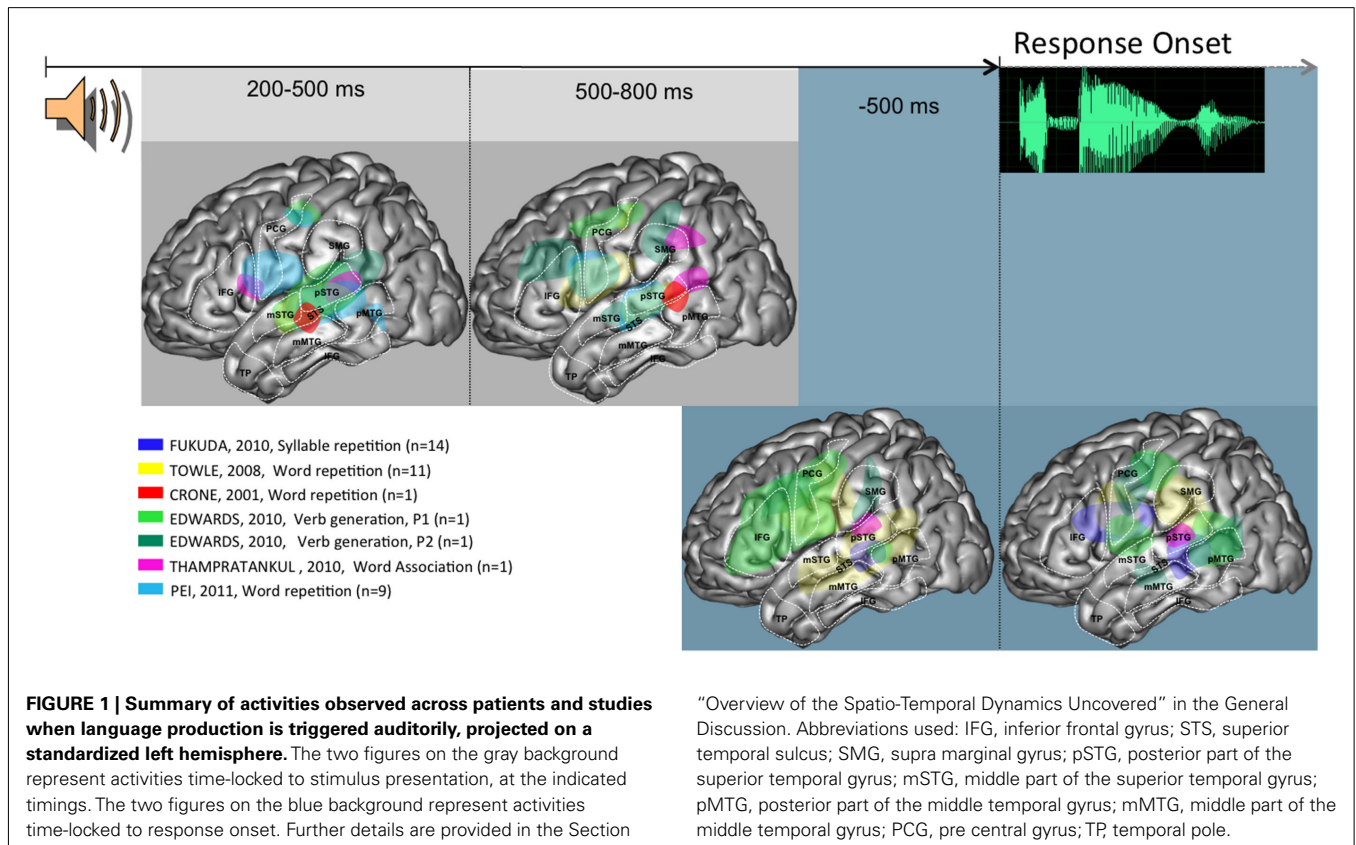 Response Onset
200-500 ms
500-800 ms
-500 ms
PCG
SMG
IFG
pSTG
mSTG
STS
pMTG
mMTG
IFG
TP
PCG
SMG
IFG
pSTG
mSTG
STS
pMTG
mMTG
IFG
TP
FUKUDA, 2010, Syllable repetition (n=14)
TOWLE, 2008, Word repetition (n=11)
CRONE, 2001, Word repetition (n=1)
EDWARDS, 2010, Verb generation, P1 (n=1)
EDWARDS, 2010, Verb generation, P2 (n=1)
THAMPRATANKUL , 2010, Word Association (n=1)
PEI, 2011, Word repetition (n=9)
PCG
SMG
IFG
pSTG
mSTG
STS
pMTG
mMTG
IFG
TP
PCG
SMG
IFG
pSTG
mSTG
STS
pMTG
mMTG
IFG
TP
FIGURE 1 | Summary of activities observed across patients and studies
when language production is triggered auditorily, projected on a
standardized left hemisphere. The two figures on the gray background
represent activities time-locked to stimulus presentation, at the indicated
timings. The two figures on the blue background represent activities
time-locked to response onset. Further details are provided in the Section
“Overview of the Spatio-Temporal Dynamics Uncovered” in the General
Discussion. Abbreviations used: IFG, inferior frontal gyrus; STS, superior
temporal sulcus; SMG, supra marginal gyrus; pSTG, posterior part of the
superior temporal gyrus; mSTG, middle part of the superior temporal gyrus;
pMTG, posterior part of the middle temporal gyrus; mMTG, middle part of the
middle temporal gyrus; PCG, pre central gyrus; TP, temporal pole.